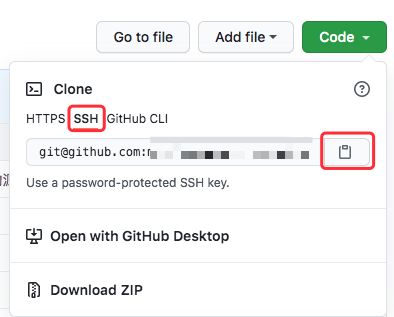 Go to file Add file Code
Clone
HTTPS SSH GitHub CLI
git@github.com:
Use a password-protected SSH key.
Open with GitHub Desktop
Download ZIP